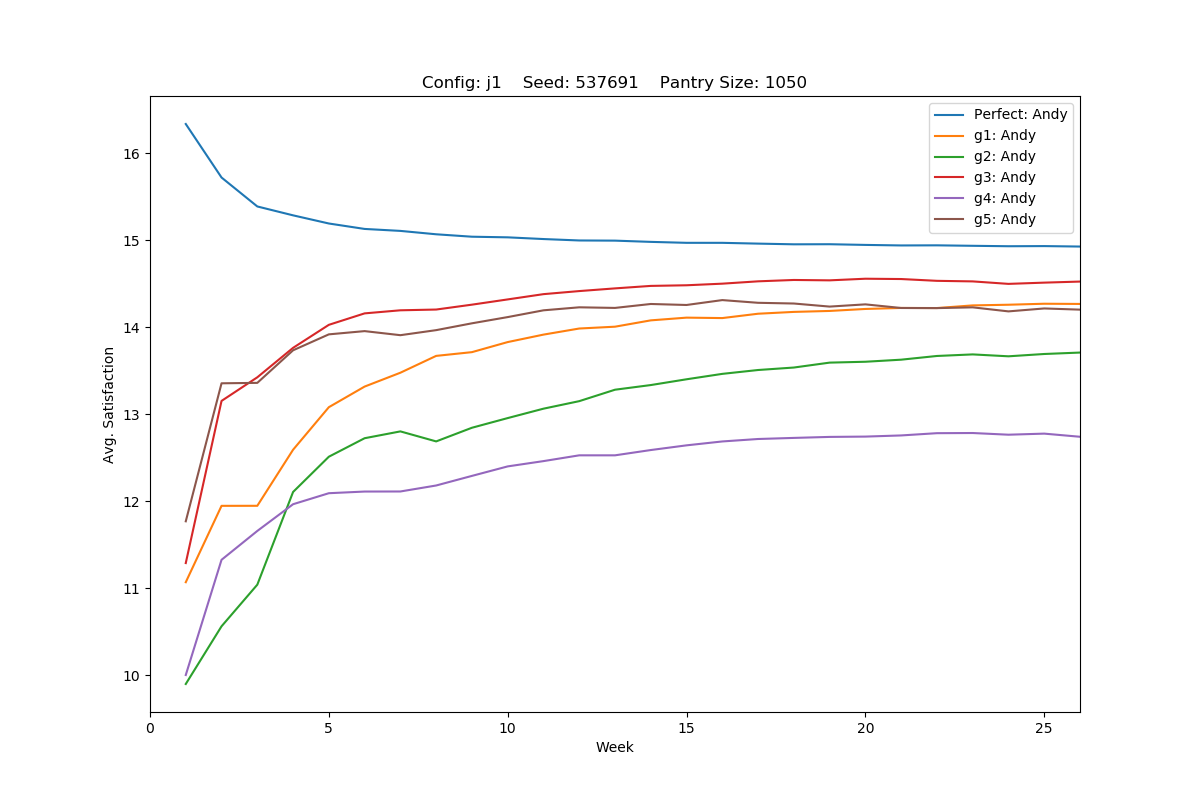 Config: j1    Seed: 537691    Pantry Size: 1050
Perfect: Andy
g1: Andy
g2: Andy
g3: Andy
g4: Andy
g5: Andy
16
15
14
13
12
11
10
Avg. Satisfaction
0 5 10 15 20 25
Week